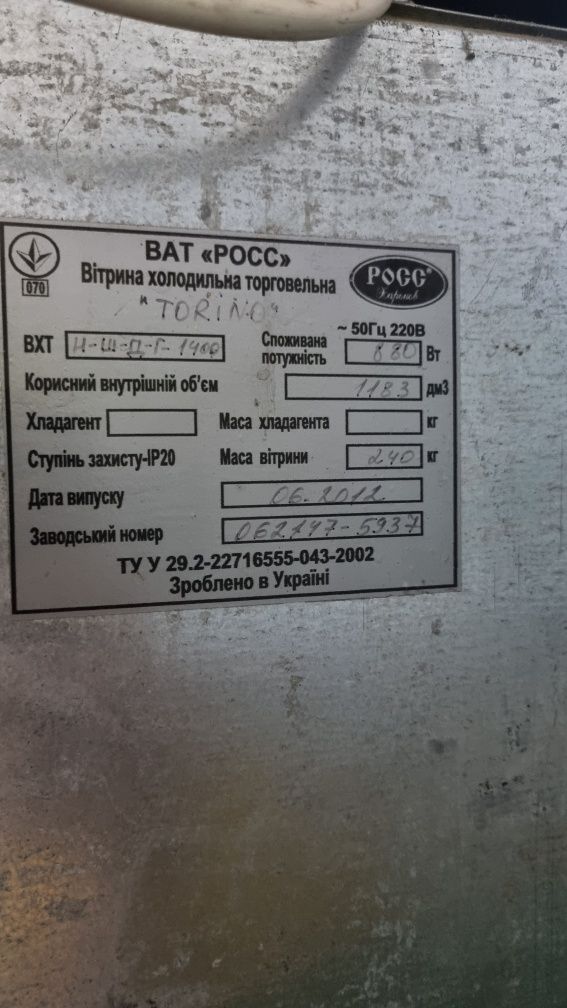 ВАТ «РОСС»
Вітрина холодильна торговельна
070
РОСС®
Харьков
"TORiNO"
~ 50Гц 220В
ВХТ Н-Ш-Д-Г-1400
Споживана потужність 880 Вт
Корисний внутрішній об'єм 1183 дм3
Хладагент Маса хладагента кг
Ступінь захисту-IP20 Маса вітрини 240 кг
Дата випуску 06.2012
Заводський номер 062147-5937
ТУ У 29.2-22716555-043-2002
Зроблено в Україні